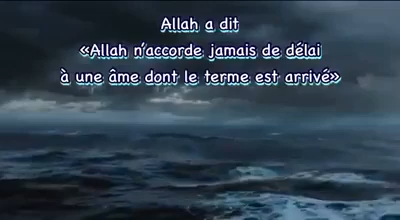 Allah a dit
«Allah n'accorde jamais de délai
à une âme dont le terme est arrivé»